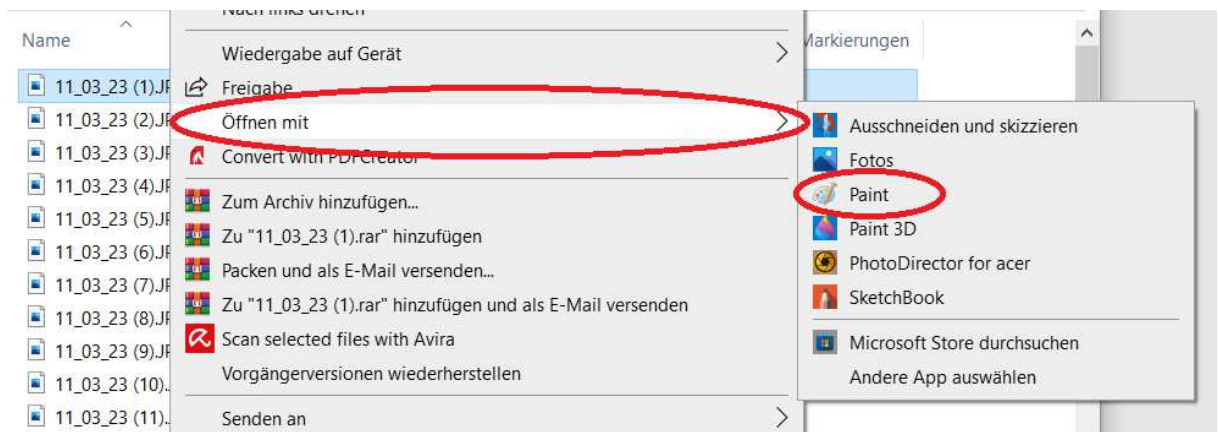 Nach links drehen
Name
Markierungen
Wiedergabe auf Gerät
11_03_23 (1).JP
Freigabe
11_03_23 (2).JP
Öffnen mit
11_03_23 (3).JP
Convert with PDFCreator
11_03_23 (4).JP
Zum Archiv hinzufügen...
11_03_23 (5).JP
Zu "11_03_23 (1).rar" hinzufügen
11_03_23 (6).JP
Packen und als E-Mail versenden...
11_03_23 (7).JP
Zu "11_03_23 (1).rar" hinzufügen und als E-Mail versenden
11_03_23 (8).JP
Scan selected files with Avira
11_03_23 (9).JP
Vorgängerversionen wiederherstellen
11_03_23 (10)..
11_03_23 (11)..
Senden an
Ausschneiden und skizzieren
Fotos
Paint
Paint 3D
PhotoDirector for acer
SketchBook
Microsoft Store durchsuchen
Andere App auswählen